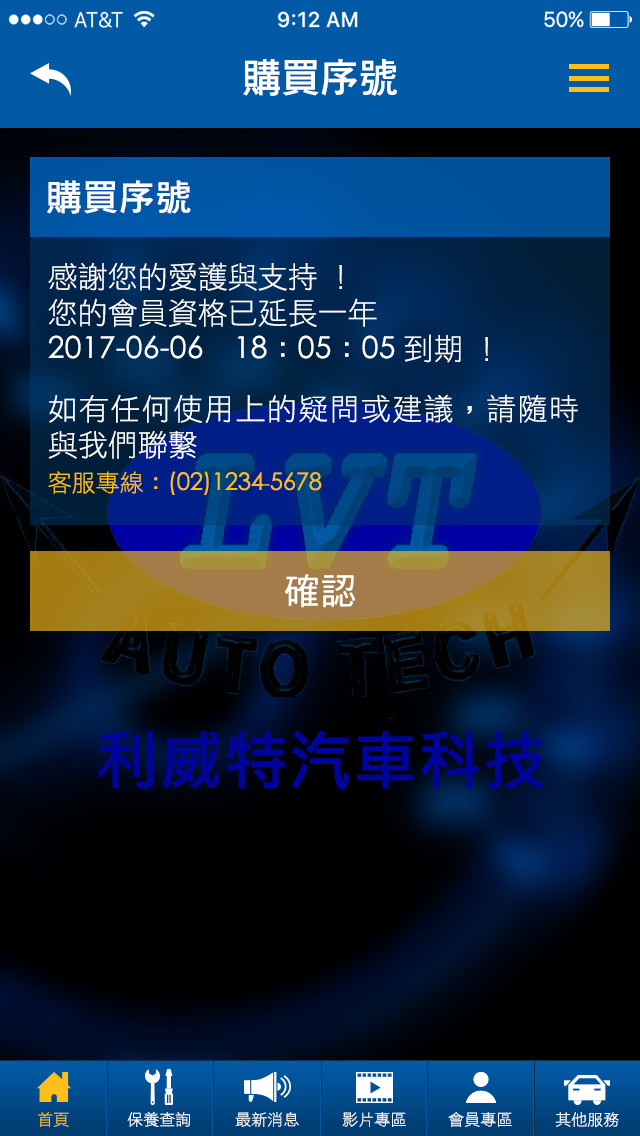 AT&T 9:12 AM 50%
購買序號
購買序號
感謝您的愛護與支持 ！
您的會員資格已延長一年
2017-06-06 18：05：05 到期 ！
如有任何使用上的疑問或建議，請隨時
與我們聯繫
客服專線：(02)1234-5678
LVT
確認
AUTO TECH
利威特汽車科技
首頁 保養查詢 最新消息 影片專區 會員專區 其他服務